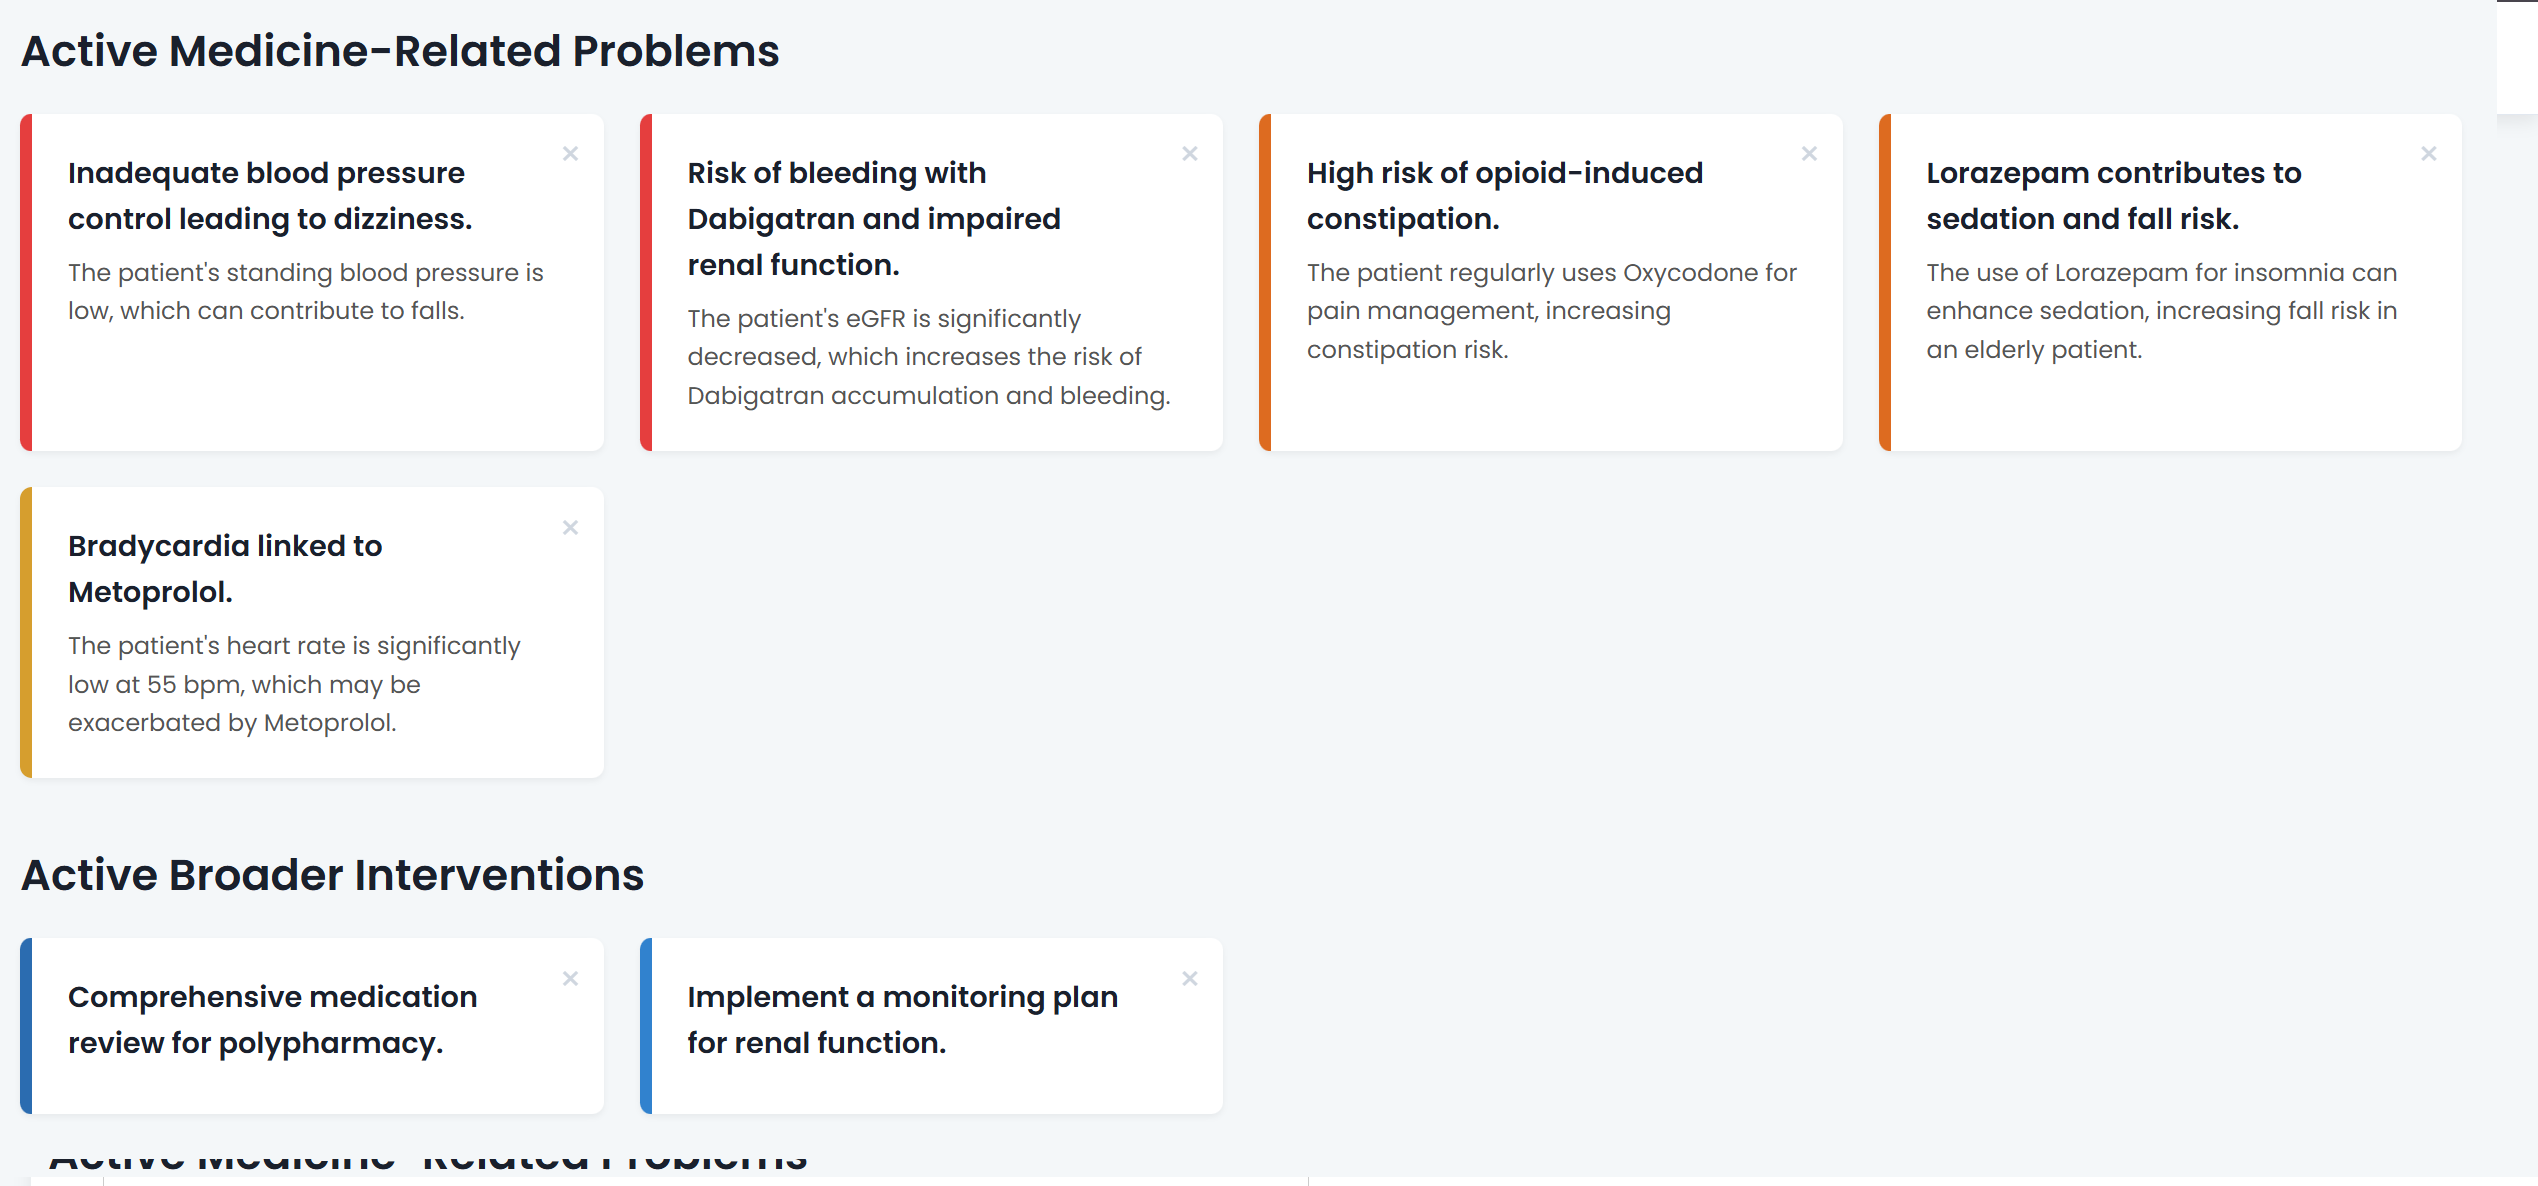 Active Medicine-Related Problems
Inadequate blood pressure
control leading to dizziness.
The patient's standing blood pressure is
low, which can contribute to falls.
Risk of bleeding with
Dabigatran and impaired
renal function.
The patient's eGFR is significantly
decreased, which increases the risk of
Dabigatran accumulation and bleeding.
High risk of opioid-induced
constipation.
The patient regularly uses Oxycodone for
pain management, increasing
constipation risk.
Lorazepam contributes to
sedation and fall risk.
The use of Lorazepam for insomnia can
enhance sedation, increasing fall risk in
an elderly patient.
Bradycardia linked to
Metoprolol.
The patient's heart rate is significantly
low at 55 bpm, which may be
exacerbated by Metoprolol.
Active Broader Interventions
Comprehensive medication
review for polypharmacy.
Implement a monitoring plan
for renal function.
Active Medicine-Related Problems